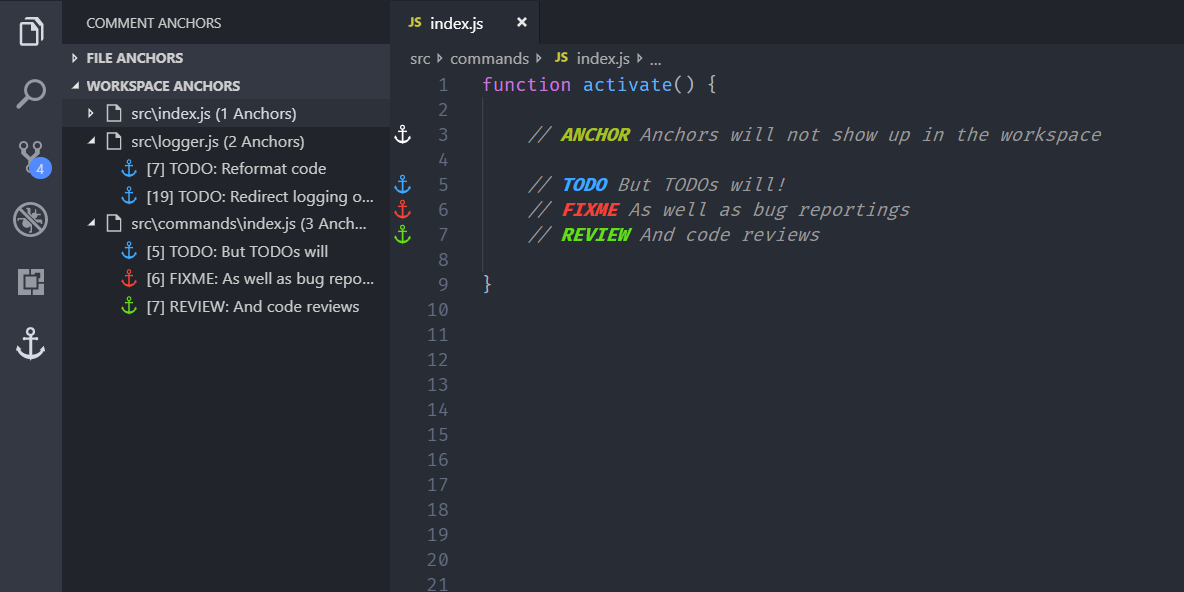 COMMENT ANCHORS
FILE ANCHORS
WORKSPACE ANCHORS
src\index.js (1 Anchors)
src\logger.js (2 Anchors)
[7] TODO: Reformat code
[19] TODO: Redirect logging o...
src\commands\index.js (3 Anch...
[5] TODO: But TODOs will
[6] FIXME: As well as bug repo...
[7] REVIEW: And code reviews
4
JS index.js ×
src commands JS index.js ...
1 function activate() {
2
3 // ANCHOR Anchors will not show up in the workspace
4
5 // TODO But TODOs will!
6 // FIXME As well as bug reportings
7 // REVIEW And code reviews
8
9 }
10
11
12
13
14
15
16
17
18
19
20
21